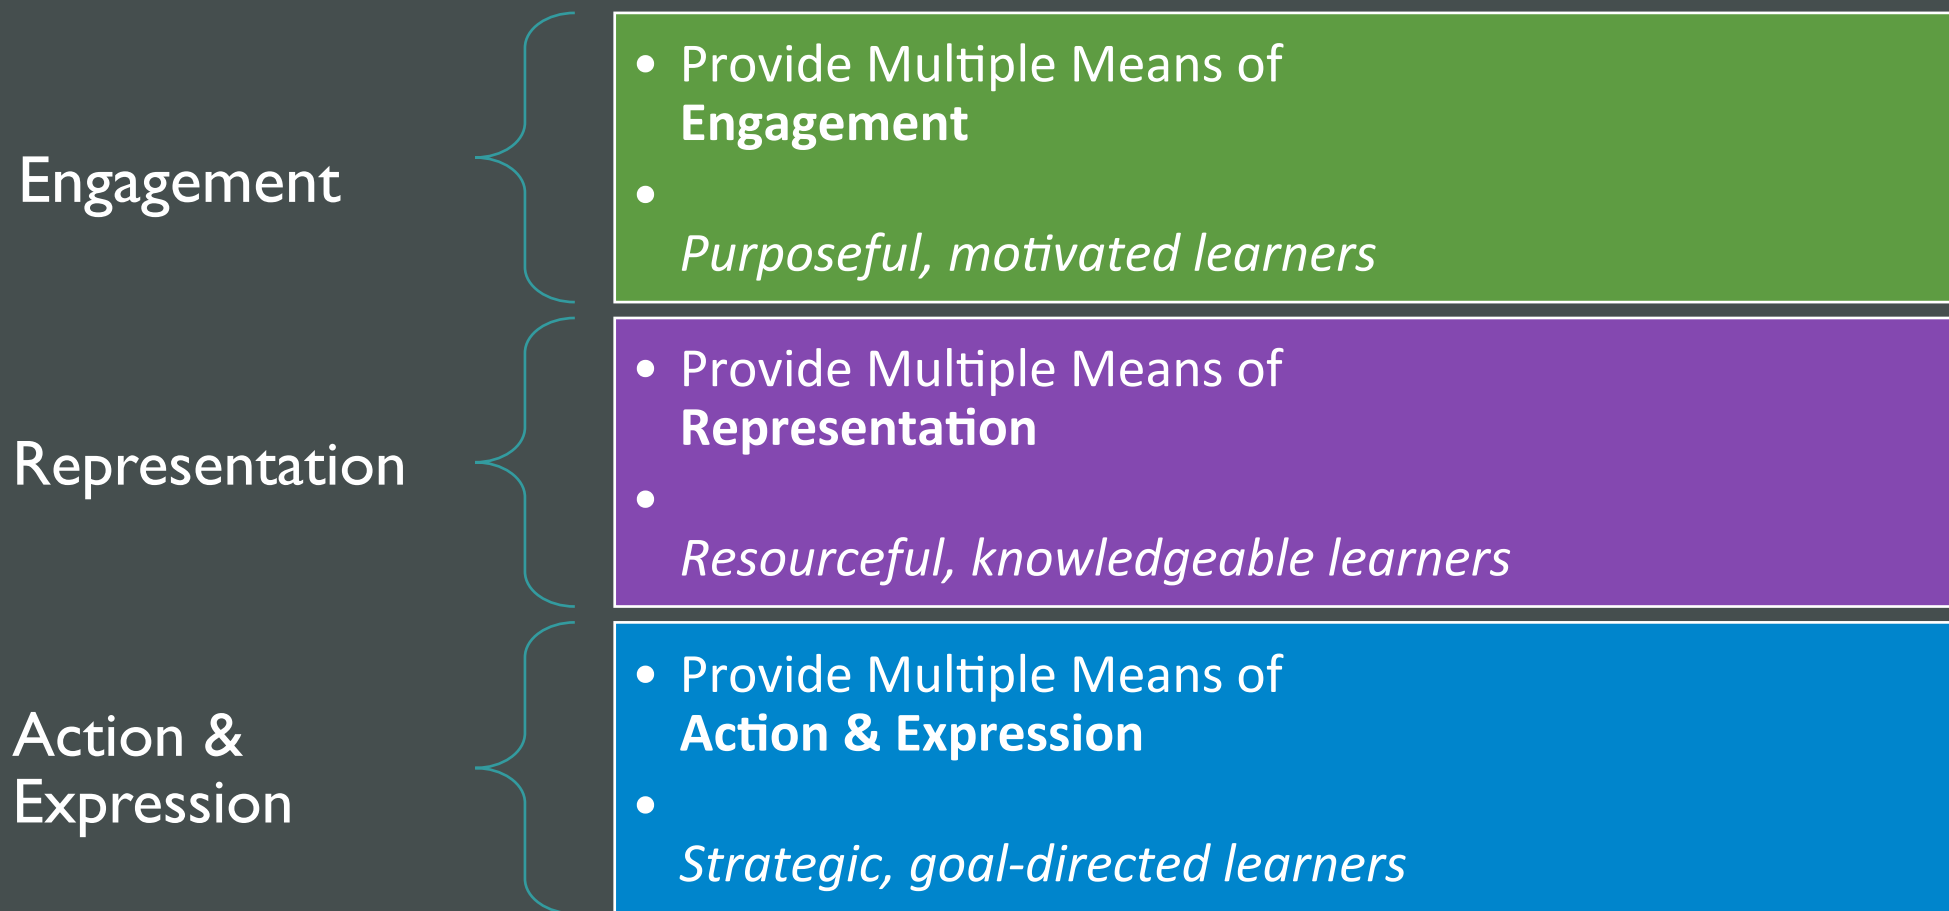 Engagement
• Provide Multiple Means of
Engagement
•
Purposeful, motivated learners
Representation
• Provide Multiple Means of
Representation
•
Resourceful, knowledgeable learners
Action &
Expression
• Provide Multiple Means of
Action & Expression
•
Strategic, goal-directed learners